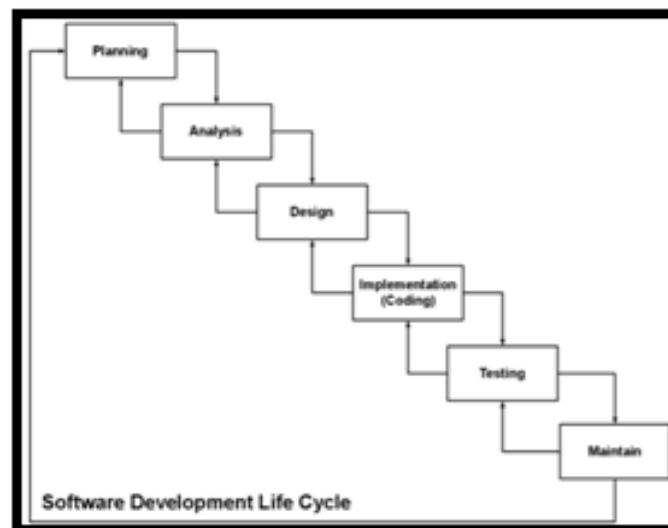 Planning
Analysis
Design
Implementation
(Coding)
Testing
Maintain
Software Development Life Cycle